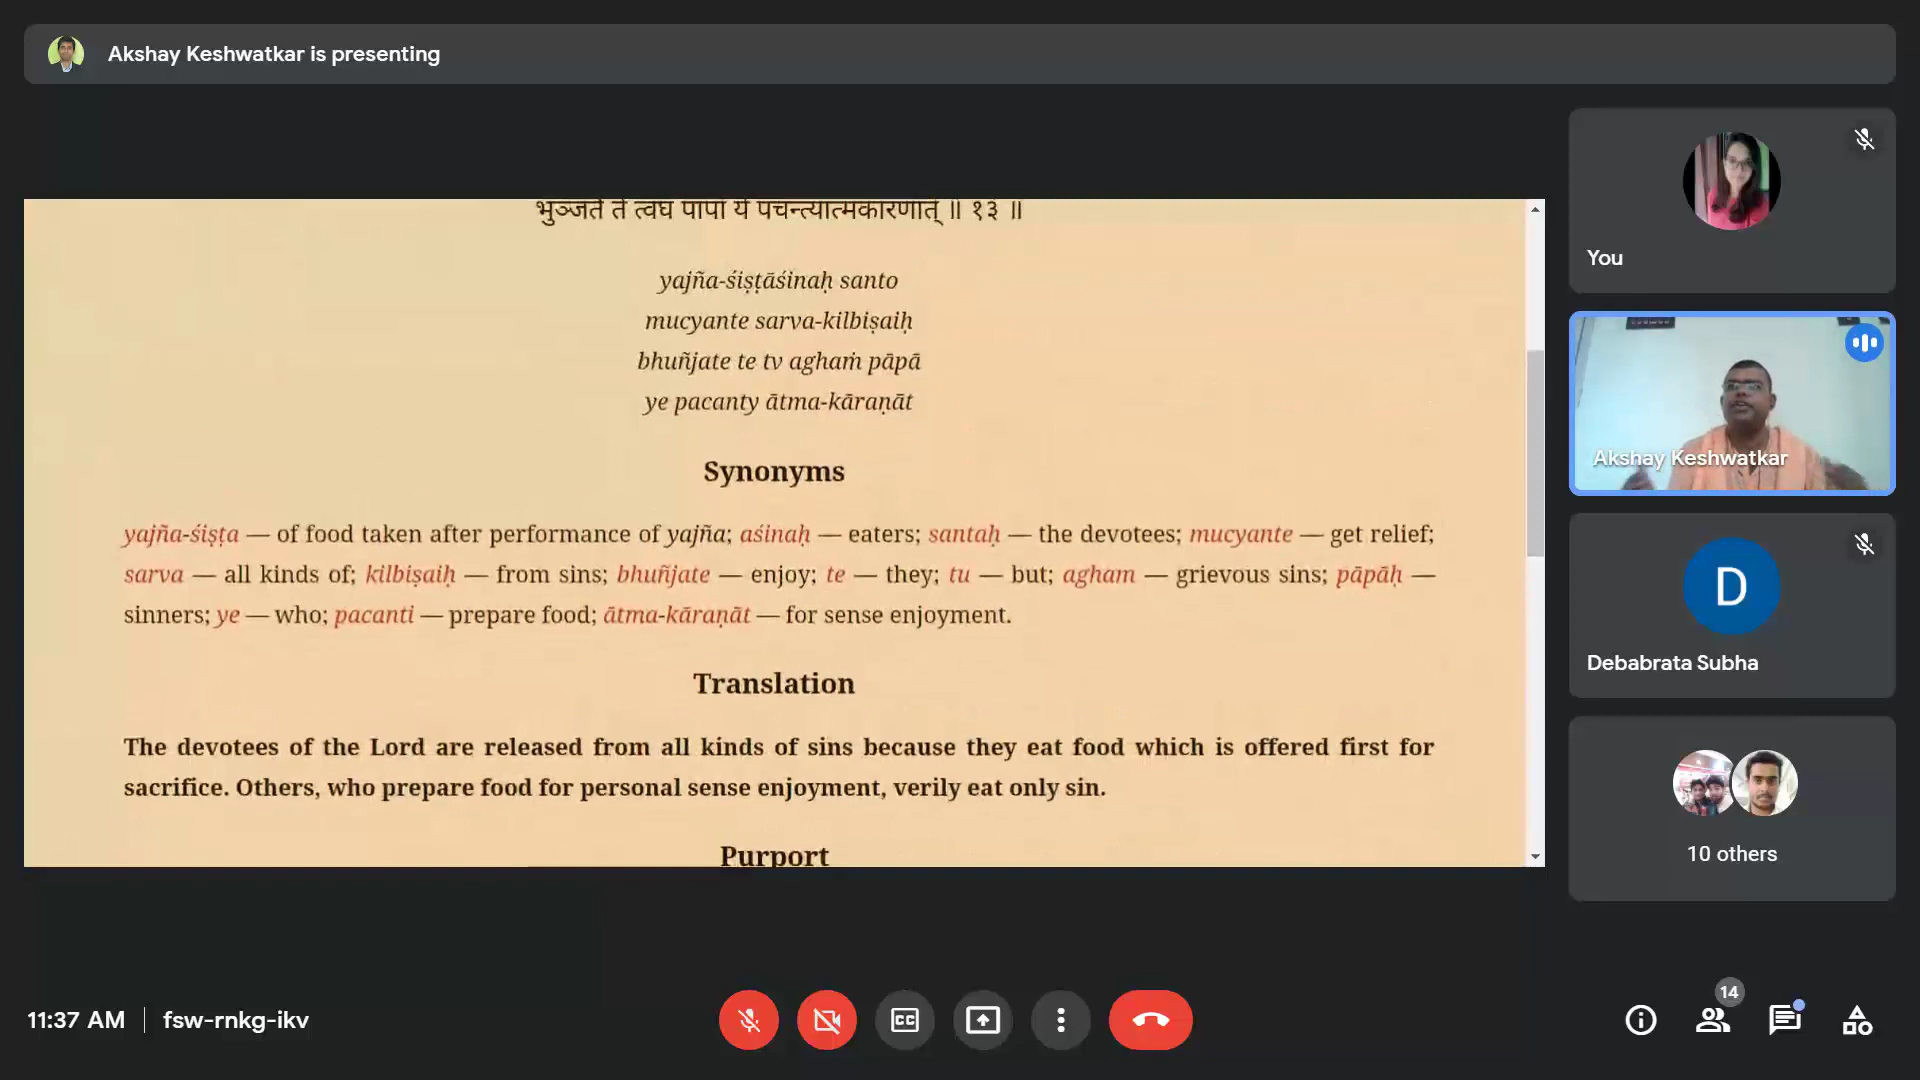 Akshay Keshwatkar is presenting
भुञ्जते ते त्वघं पापा ये पचन्त्यात्मकारणात् ॥ १३ ॥
yajña-śiṣṭāśinaḥ santo
mucyante sarva-kilbiṣaiḥ
bhuñjate te tv aghaṁ pāpā
ye pacanty ātma-kāraṇāt
Synonyms
yajña-śiṣṭa — of food taken after performance of yajña; aśinaḥ — eaters; santaḥ — the devotees; mucyante — get relief;
sarva — all kinds of; kilbiṣaiḥ — from sins; bhuñjate — enjoy; te — they; tu — but; agham — grievous sins; pāpāḥ —
sinners; ye — who; pacanti — prepare food; ātma-kāraṇāt — for sense enjoyment.
Translation
The devotees of the Lord are released from all kinds of sins because they eat food which is offered first for
sacrifice. Others, who prepare food for personal sense enjoyment, verily eat only sin.
Purport
You
Akshay Keshwatkar
D
Debabrata Subha
10 others
11:37 AM
fsw-rnkg-ikv
CC
14